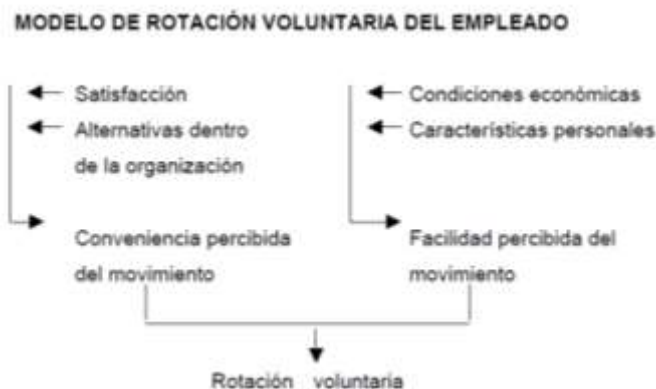 MODELO DE ROTACIÓN VOLUNTARIA DEL EMPLEADO
Satisfacción
Alternativas dentro
de la organización
Conveniencia percibida
del movimiento
Condiciones económicas
Características personales
Facilidad percibida del
movimiento
Rotación voluntaria